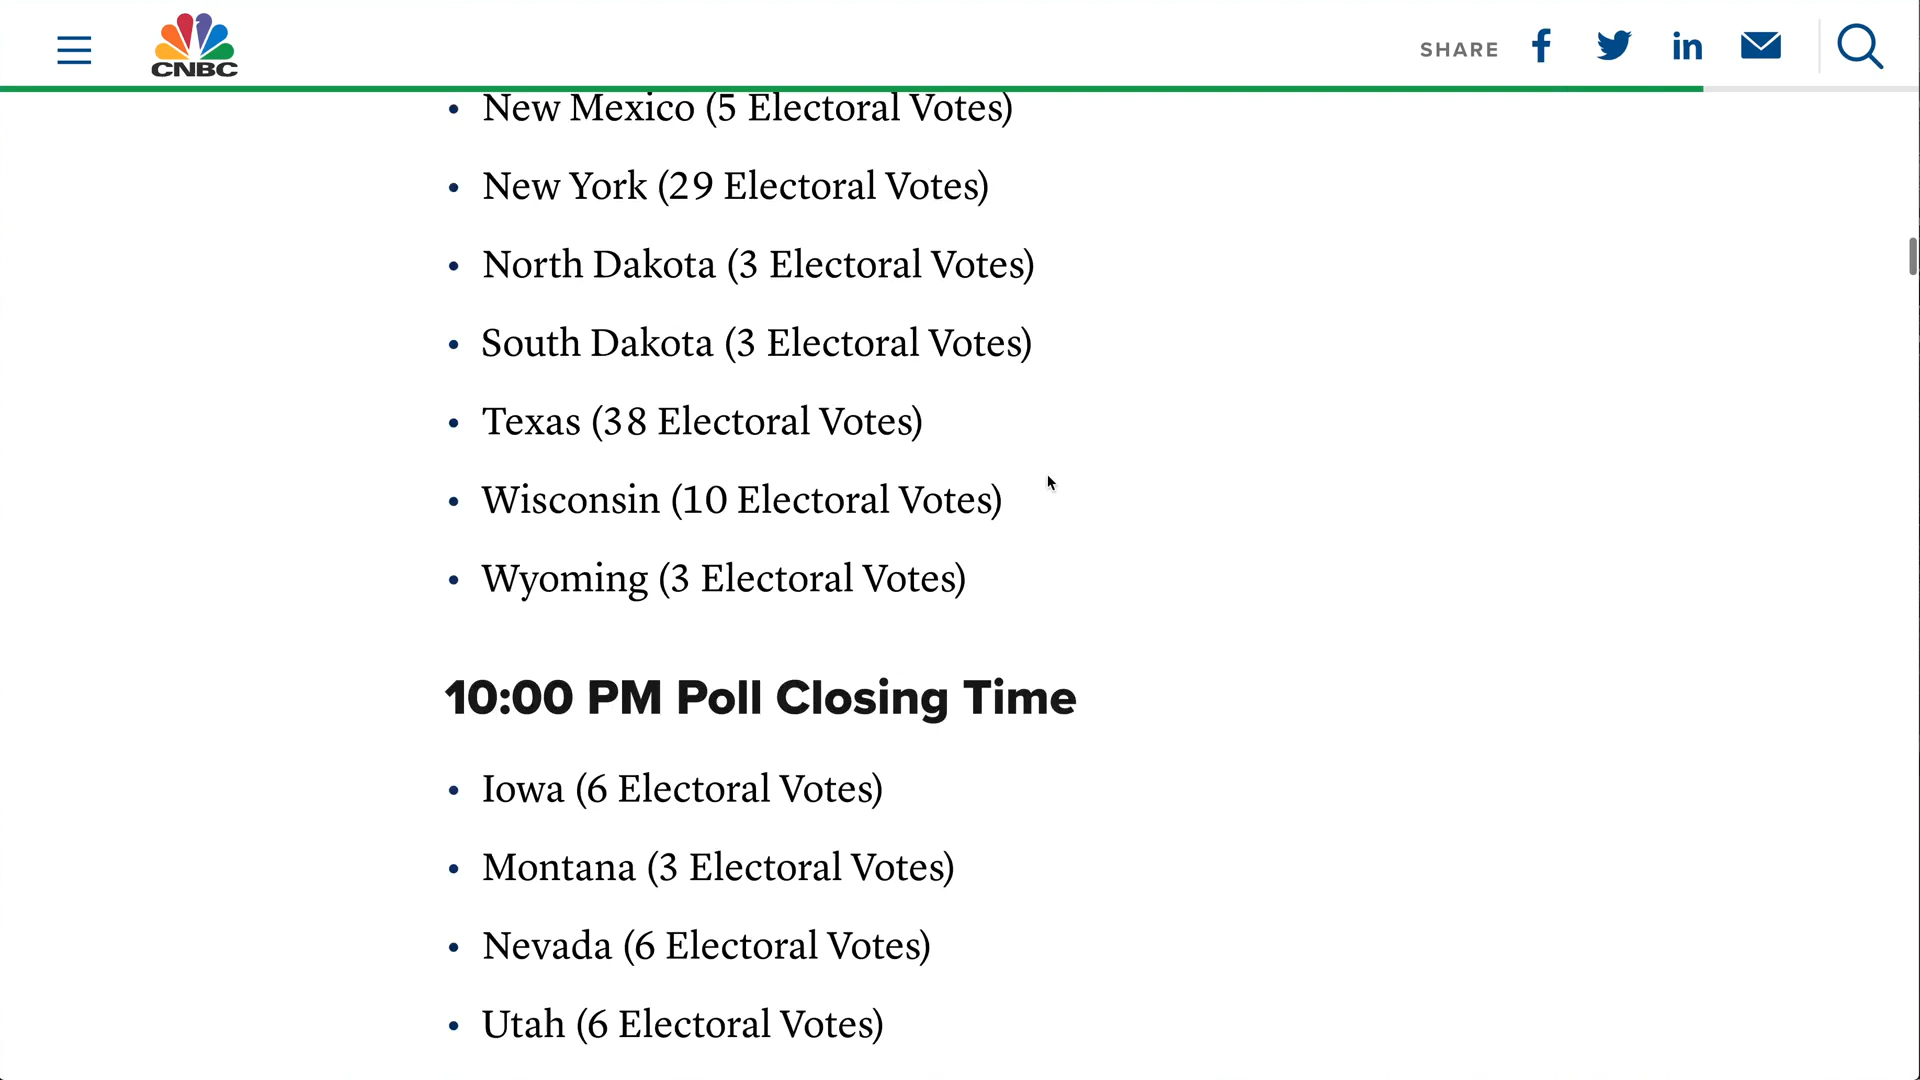 CNBC
SHARE
• New Mexico (5 Electoral Votes)
• New York (29 Electoral Votes)
• North Dakota (3 Electoral Votes)
• South Dakota (3 Electoral Votes)
• Texas (38 Electoral Votes)
• Wisconsin (10 Electoral Votes)
• Wyoming (3 Electoral Votes)
10:00 PM Poll Closing Time
• Iowa (6 Electoral Votes)
• Montana (3 Electoral Votes)
• Nevada (6 Electoral Votes)
• Utah (6 Electoral Votes)